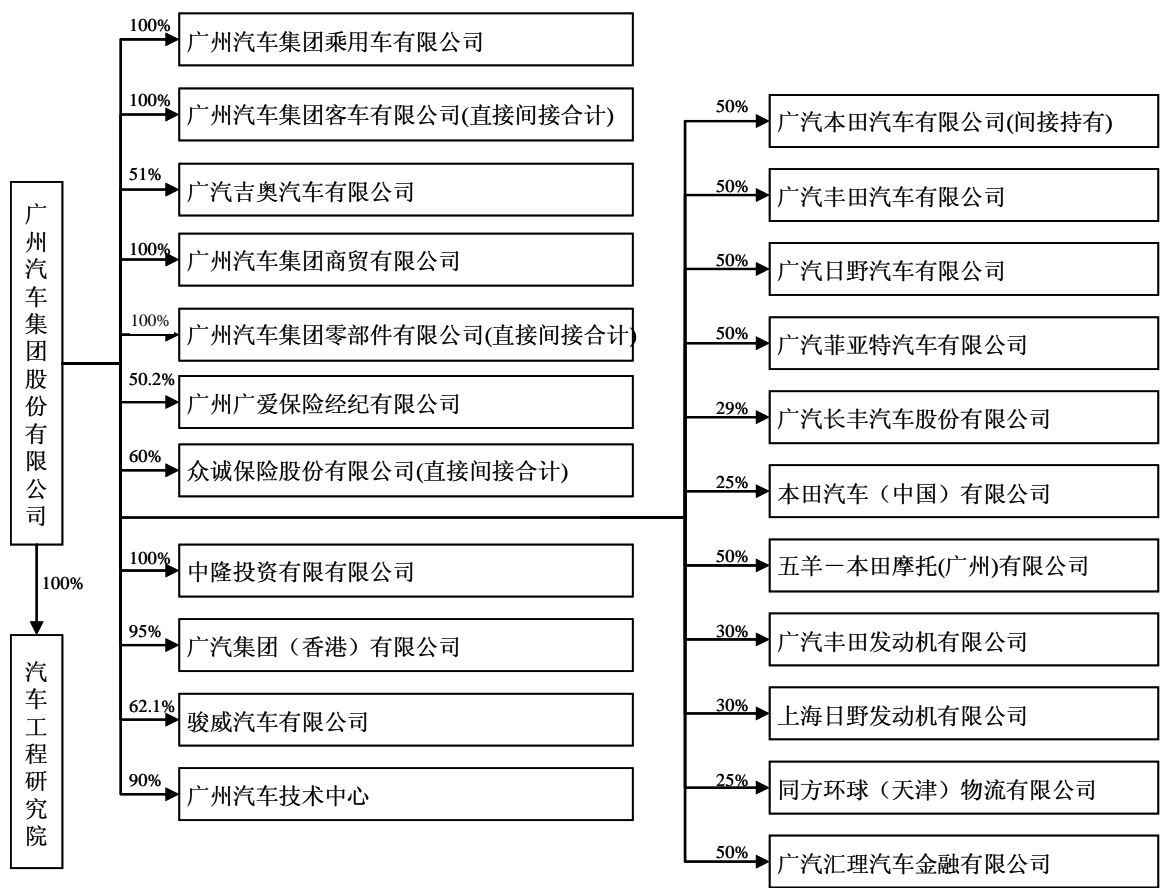 广州汽车集团股份有限公司
100%
汽车工程研究院
100%
广州汽车集团乘用车有限公司
100%
广州汽车集团客车有限公司(直接间接合计)
51%
广汽吉奥汽车有限公司
100%
广州汽车集团商贸有限公司
100%
广州汽车集团零部件有限公司(直接间接合计)
50.2%
广州广爱保险经纪有限公司
60%
众诚保险股份有限公司(直接间接合计)
100%
中隆投资有限有限公司
95%
广汽集团（香港）有限公司
62.1%
骏威汽车有限公司
90%
广州汽车技术中心
50%
广汽本田汽车有限公司(间接持有)
50%
广汽丰田汽车有限公司
50%
广汽日野汽车有限公司
50%
广汽菲亚特汽车有限公司
29%
广汽长丰汽车股份有限公司
25%
本田汽车（中国）有限公司
50%
五羊－本田摩托(广州)有限公司
30%
广汽丰田发动机有限公司
30%
上海日野发动机有限公司
25%
同方环球（天津）物流有限公司
50%
广汽汇理汽车金融有限公司